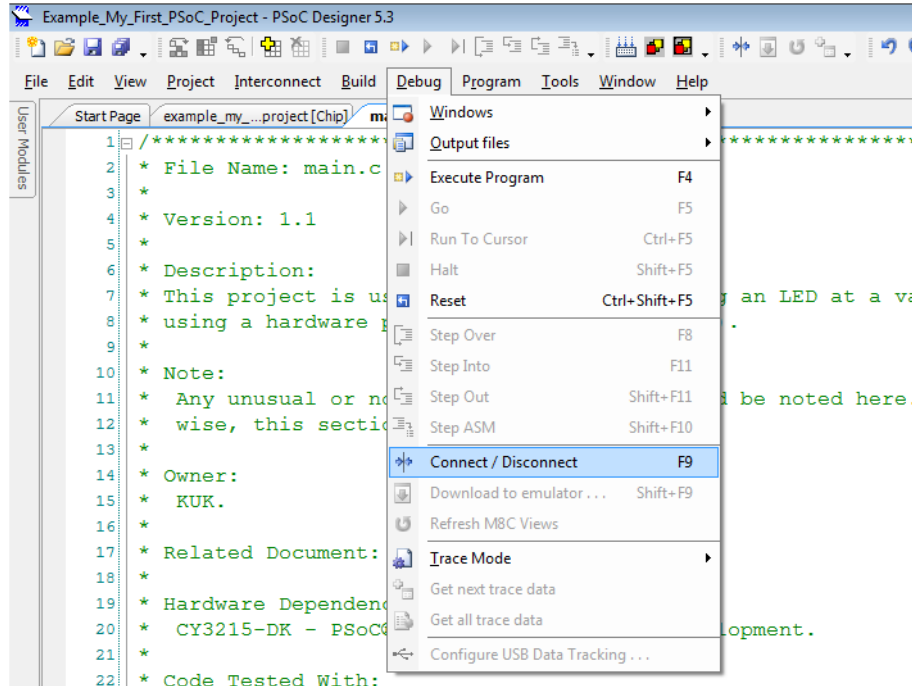 Example_My_First_PSoC_Project - PSoC Designer 5.3
File Edit View Project Interconnect Build Debug Program Tools Window Help
User Modules
Start Page example_my_...project [Chip] ma
Windows
Output files
Execute Program F4
Go F5
Run To Cursor Ctrl+F5
Halt Shift+F5
Reset Ctrl+Shift+F5
Step Over F8
Step Into F11
Step Out Shift+F11
Step ASM Shift+F10
Connect / Disconnect F9
Download to emulator . . . Shift+F9
Refresh M8C Views
Trace Mode
Get next trace data
Get all trace data
Configure USB Data Tracking . . .
1 /******************* ***************
2 * File Name: main.c
3 *
4 * Version: 1.1
5 *
6 * Description:
7 * This project is us g an LED at a va
8 * using a hardware p .
9 *
10 * Note:
11 * Any unusual or no d be noted here.
12 * wise, this sectio
13 *
14 * Owner:
15 * KUK.
16 *
17 * Related Document:
18 *
19 * Hardware Dependenc
20 * CY3215-DK - PSoC® lopment.
21 *
22 * Code Tested With: